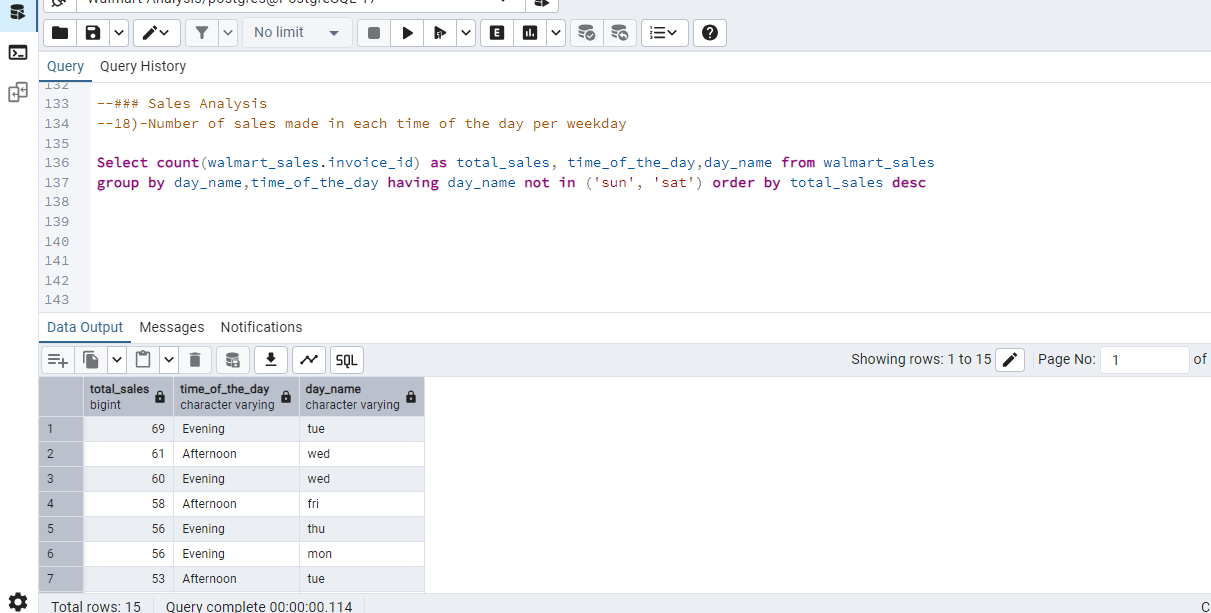 Walmart Analysis/postgres@PostgreSQL 17
No limit
E
SQL
Query Query History
132
133 --### Sales Analysis
134 --18)-Number of sales made in each time of the day per weekday
135
136 Select count(walmart_sales.invoice_id) as total_sales, time_of_the_day,day_name from walmart_sales
137 group by day_name,time_of_the_day having day_name not in ('sun', 'sat') order by total_sales desc
138
139
140
141
142
143
Data Output Messages Notifications
Showing rows: 1 to 15 Page No: 1 of
total_sales time_of_the_day day_name
bigint character varying character varying
1 69 Evening tue
2 61 Afternoon wed
3 60 Evening wed
4 58 Afternoon fri
5 56 Evening thu
6 56 Evening mon
7 53 Afternoon tue
Total rows: 15 Query complete 00:00:00.114 C